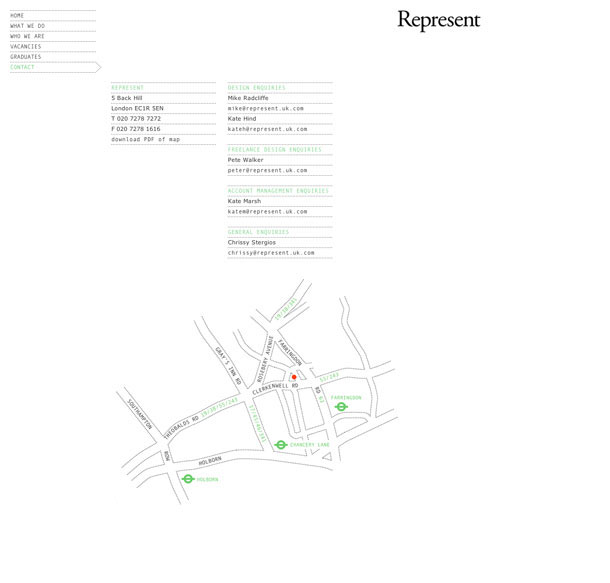 HOME
WHAT WE DO
WHO WE ARE
VACANCIES
GRADUATES
CONTACT
Represent
REPRESENT
5 Back Hill
London EC1R 5EN
T 020 7278 7272
F 020 7278 1616
download PDF of map
DESIGN ENQUIRIES
Mike Radcliffe
mike@represent.uk.com
Kate Hind
kateh@represent.uk.com
FREELANCE DESIGN ENQUIRIES
Pete Walker
peter@represent.uk.com
ACCOUNT MANAGEMENT ENQUIRIES
Kate Marsh
katem@represent.uk.com
GENERAL ENQUIRIES
Chrissy Stergios
chrissy@represent.uk.com
19/38/341
ROSEBERY AVENUE
FARRINGDON
RD
63
GRAY'S INN RD
CLERKENWELL RD
55/243
FARRINGDON
SOUTHAMPTON
ROW
THEOBALDS RD
19/38/55/243
17/45/46/341
CHANCERY LANE
HOLBORN
HOLBORN